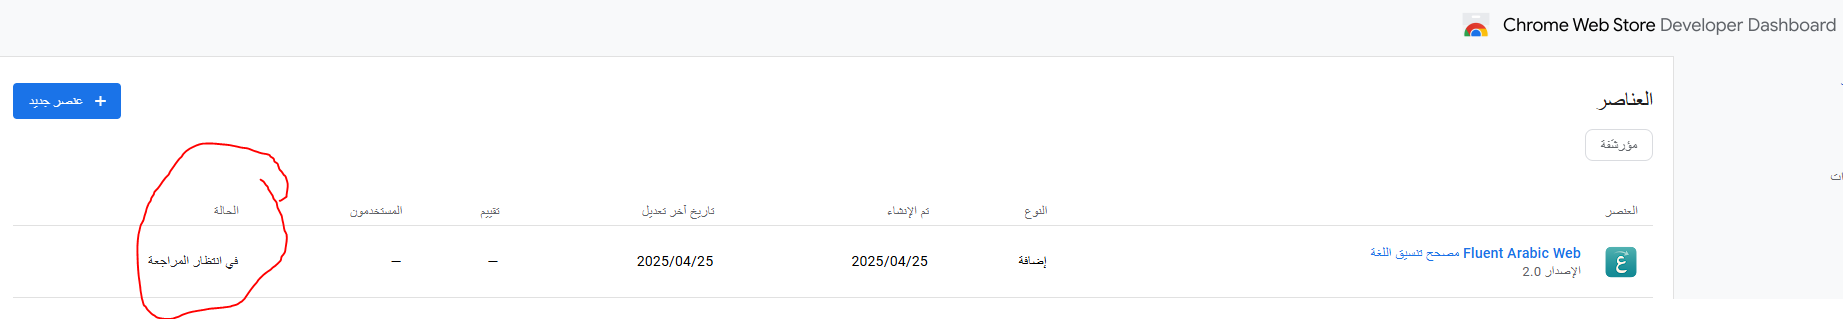 Chrome Web Store Developer Dashboard
العناصر
+ عنصر جديد
مؤرشفة
ات
العنصر النوع تم الإنشاء تاريخ آخر تعديل تقييم المستخدمون الحالة
Fluent Arabic Web مصحح تنسيق اللغة
إضافة 2025/04/25 2025/04/25 – – في انتظار المراجعة
الإصدار 2.0
ع